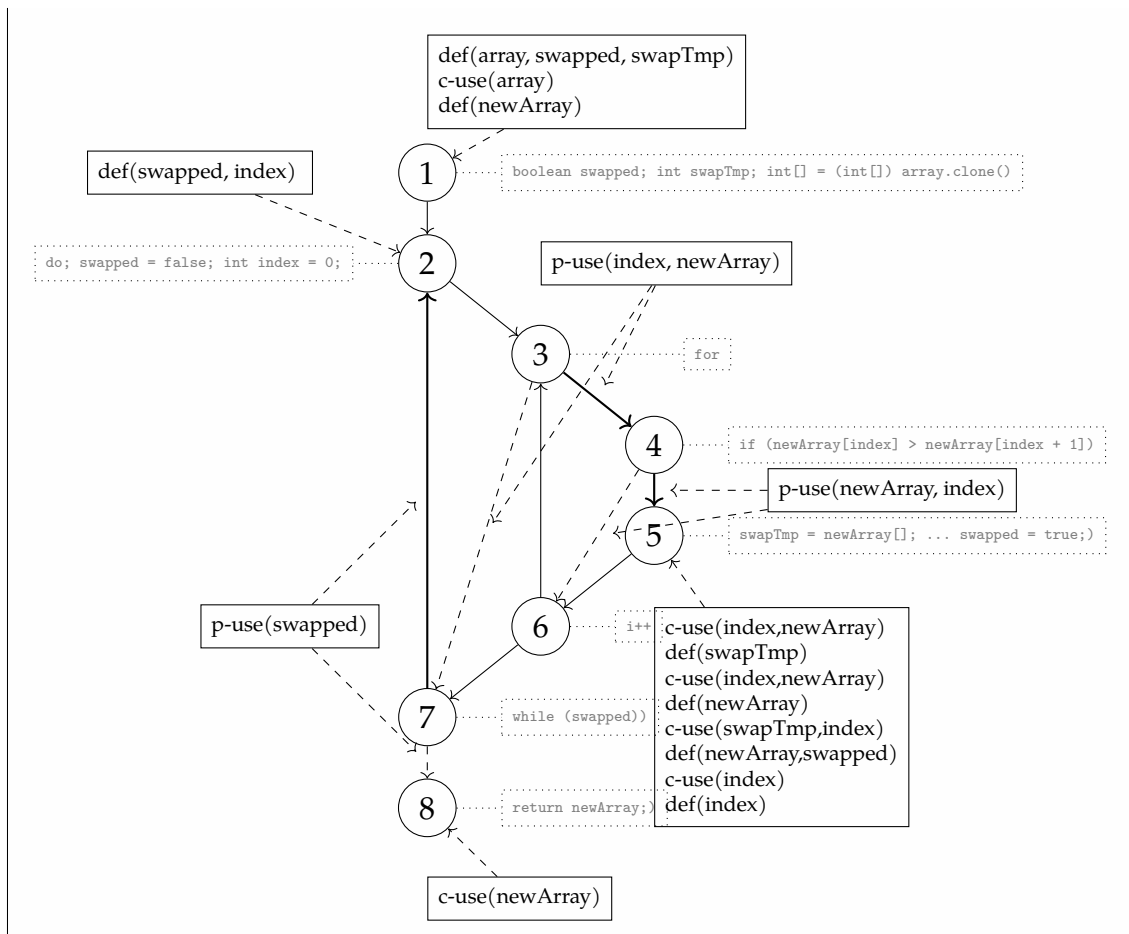 def(array, swapped, swapTmp)
c-use(array)
def(newArray)
def(swapped, index)
1
boolean swapped; int swapTmp; int[] = (int[]) array.clone()
do; swapped = false; int index = 0;
2
p-use(index, newArray)
3
for
4
if (newArray[index] > newArray[index + 1])
p-use(newArray, index)
5
swapTmp = newArray[]; ... swapped = true;)
p-use(swapped)
6
i++
c-use(index,newArray)
def(swapTmp)
c-use(index,newArray)
def(newArray)
c-use(swapTmp,index)
def(newArray,swapped)
c-use(index)
def(index)
7
while (swapped))
8
return newArray;)
c-use(newArray)